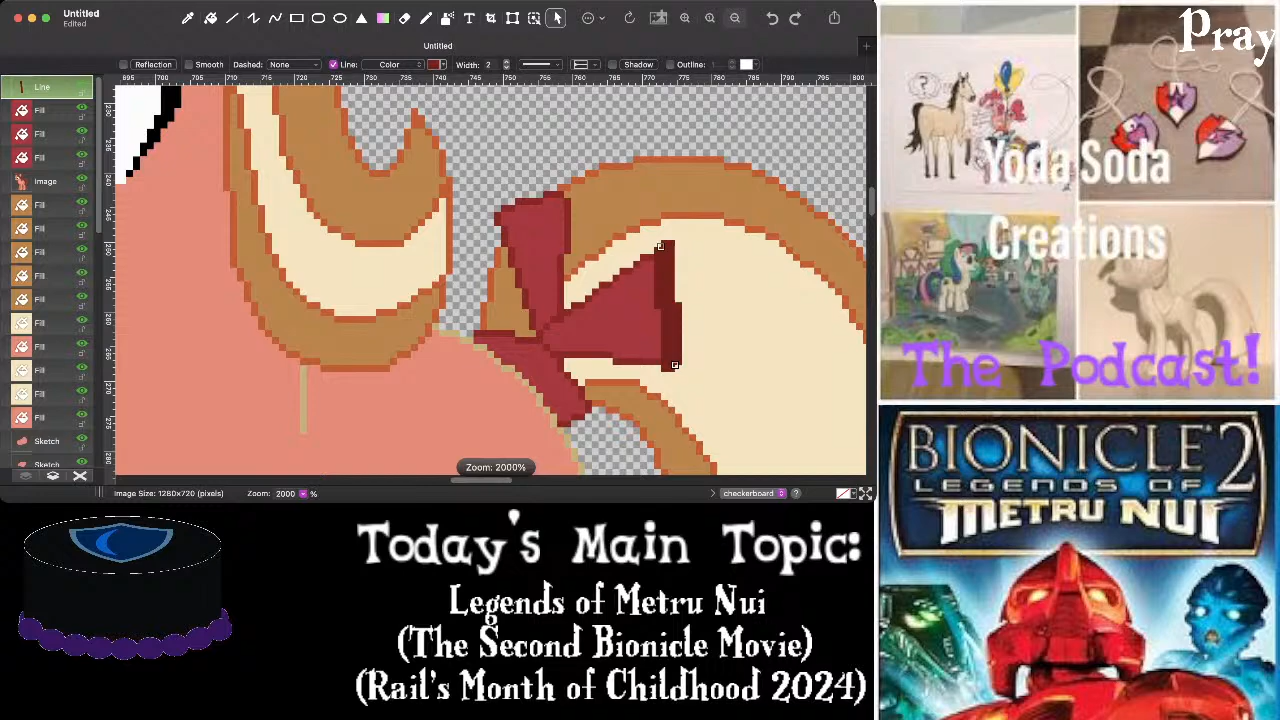 Untitled
Edited
Untitled
Reflection
Smooth
Dashed: None
Line: Color
Width: 2
Shadow
Outline: 1
Line
Fill
Fill
Fill
Image
Fill
Fill
Fill
Fill
Fill
Fill
Fill
Fill
Fill
Fill
Sketch
Sketch
Zoom: 2000%
Image Size: 1280x720 (pixels)
Zoom: 2000 %
checkerboard
?
Pray
Yoda Soda
Creations
The Podcast!
BIONICLE 2
LEGENDS OF
METRU NUI
Today's Main Topic:
Legends of Metru Nui
(The Second Bionicle Movie)
(Rail's Month of Childhood 2024)